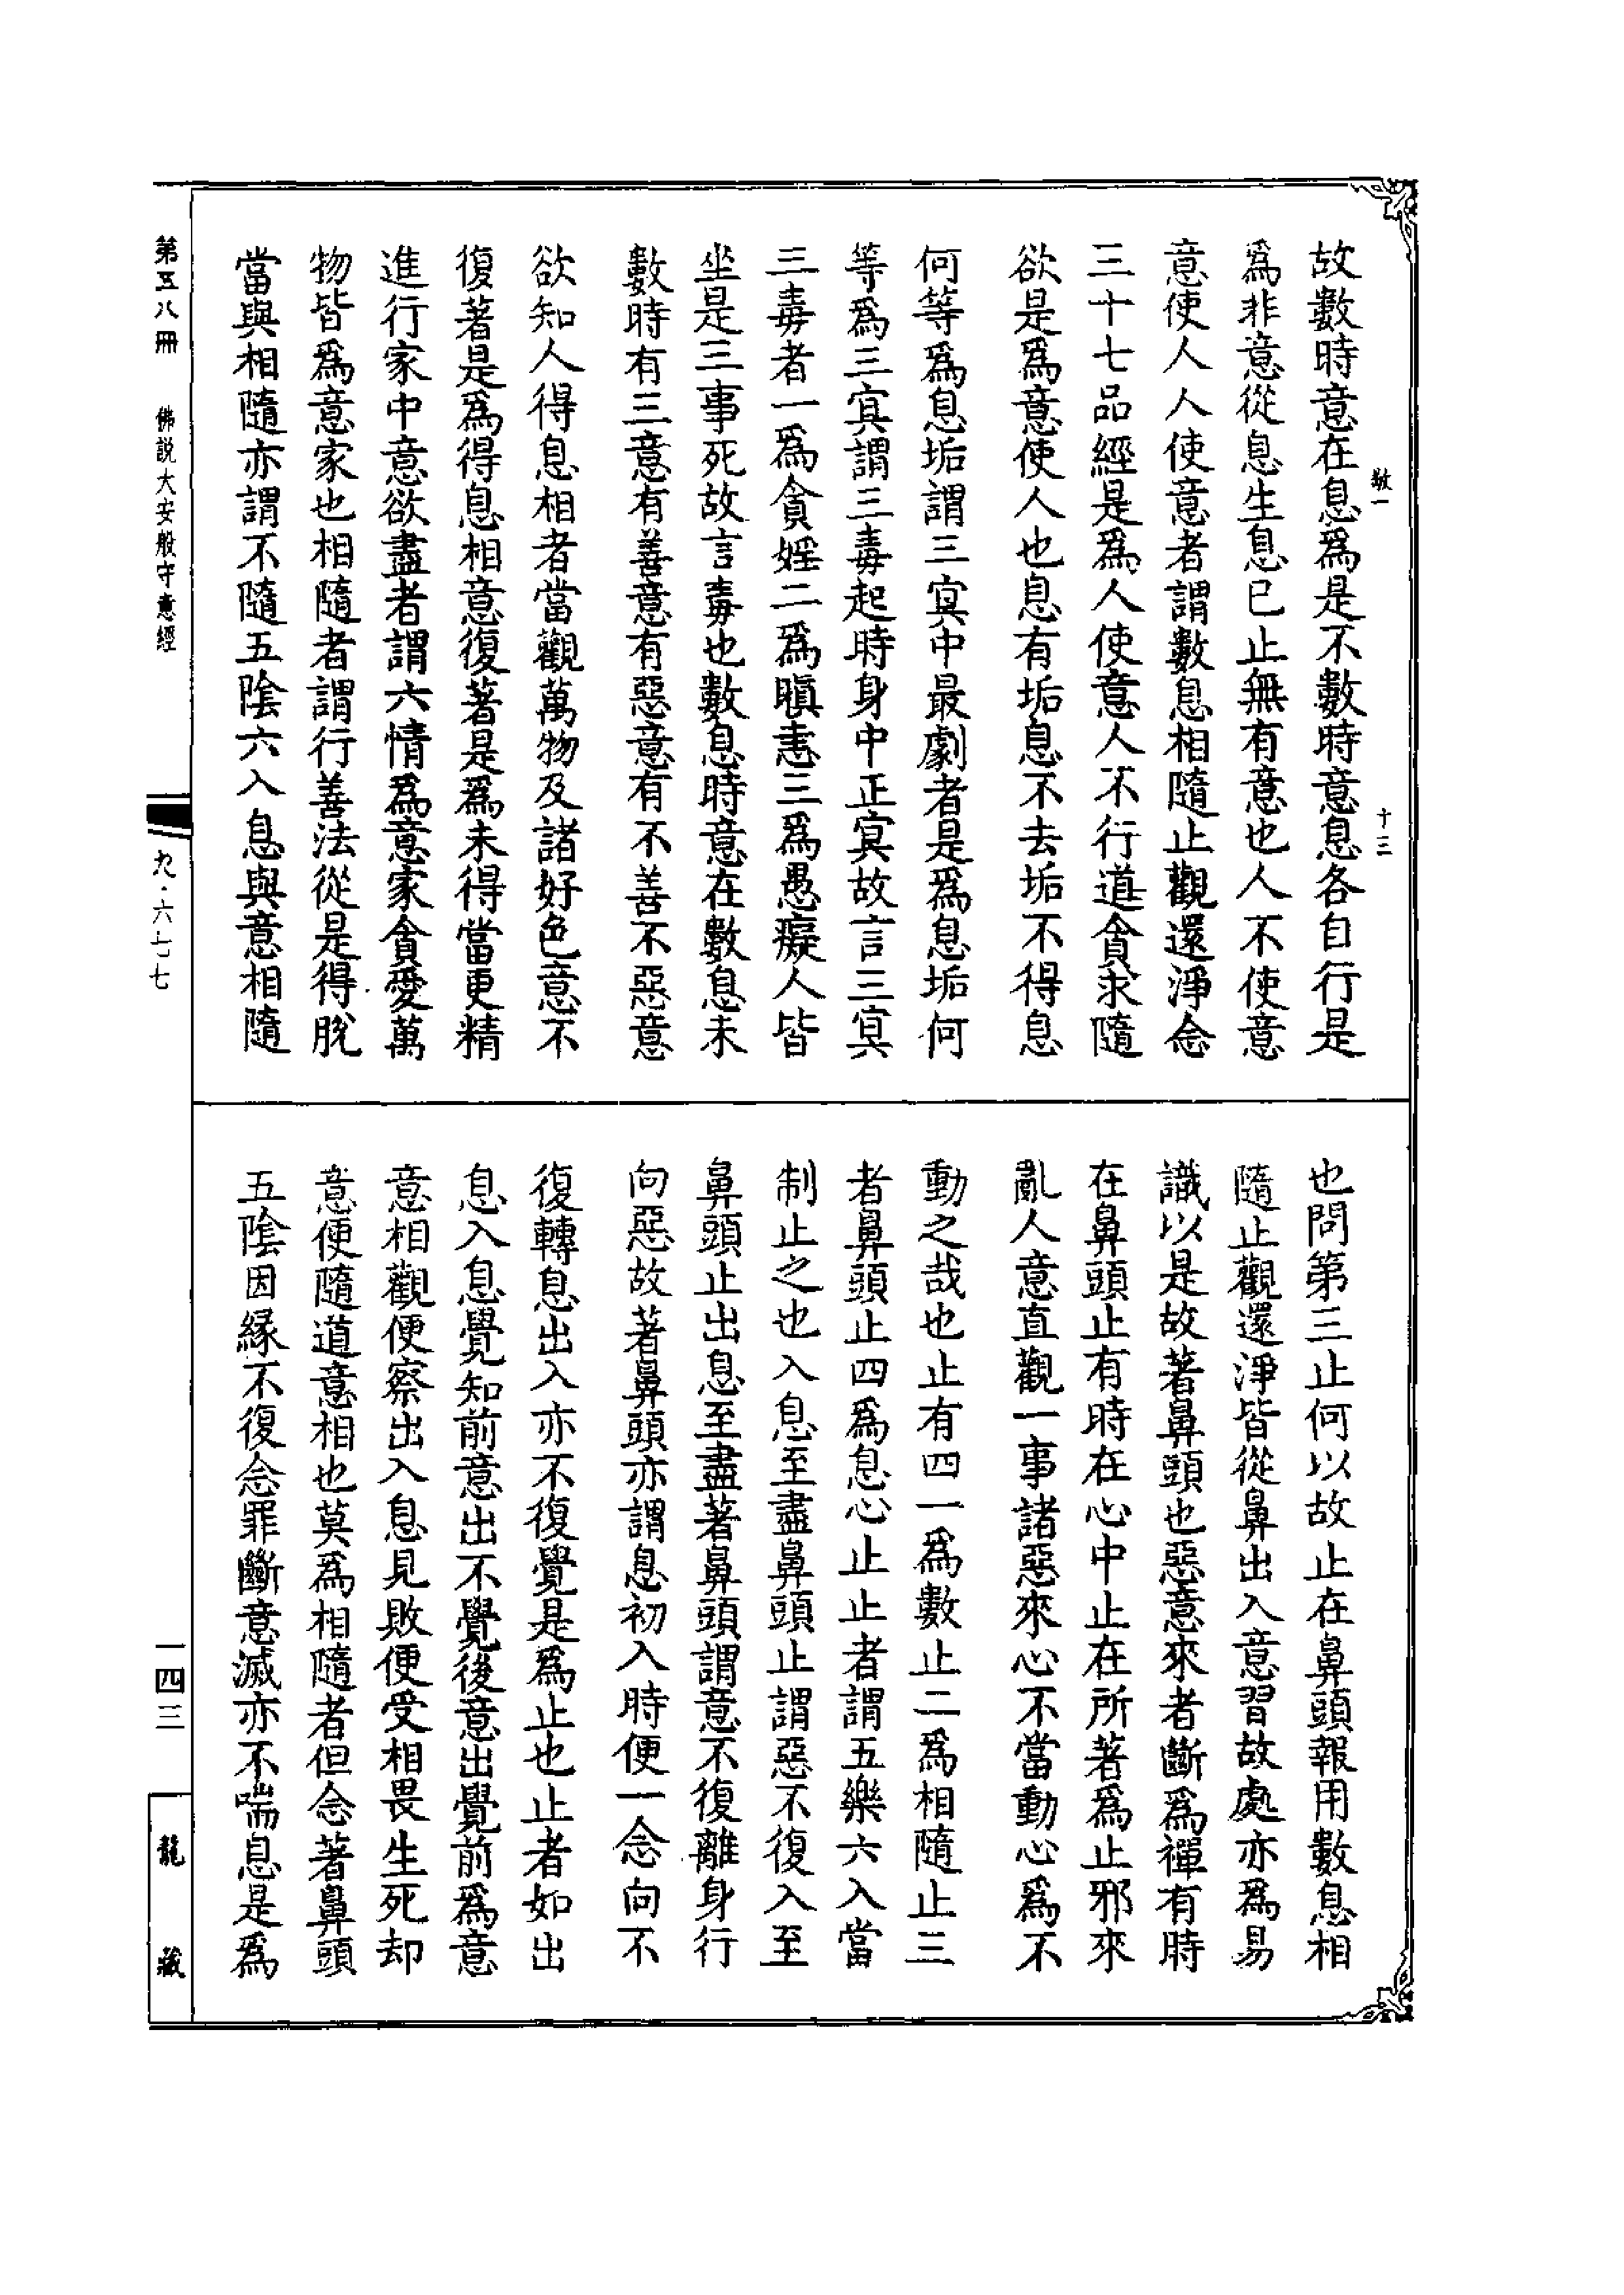 敬一
十三
故數時意在息爲是不數時意息各自行是
爲非意從息生息已止無有意也人不使意
意使人人使意者謂數息相隨止觀還淨念
三十七品經是爲人使意人不行道貪求隨
欲是爲意使人也息有垢息不去垢不得息
何等爲息垢謂三冥中最劇者是爲息垢何
等爲三冥謂三毒起時身中正冥故言三冥
三毒者一爲貪婬二爲瞋恚三爲愚癡人皆
坐是三事死故言毒也數息時意在數息未
數時有三意有善意有惡意有不善不惡意
欲知人得息相者當觀萬物及諸好色意不
復著是爲得息相意復著是爲未得當更精
進行家中意欲盡者謂六情爲意家貪愛萬
物皆爲意家也相隨者謂行善法從是得脫
當與相隨亦謂不隨五陰六入息與意相隨
也問第三止何以故止在鼻頭報用數息相
隨止觀還淨皆從鼻出入意習故處亦爲易
識以是故著鼻頭也惡意來者斷爲禪有時
在鼻頭止有時在心中止在所著爲止邪來
亂人意直觀一事諸惡來心不當動心爲不
動之哉也止有四一爲數止二爲相隨止三
者鼻頭止四爲息心止止者謂五樂六入當
制止之也入息至盡鼻頭止謂惡不復入至
鼻頭止出息至盡著鼻頭謂意不復離身行
向惡故著鼻頭亦謂息初入時便一念向不
復轉息出入亦不復覺是爲止也止者如出
息入息覺知前意出不覺後意出覺前爲意
意相觀便察出入息見敗便受相畏生死却
意便隨道意相也莫爲相隨者但念著鼻頭
五陰因緣不復念罪斷意滅亦不喘息是爲
第五八冊
佛説大安般守意經
九·六七七
一四三
龍藏